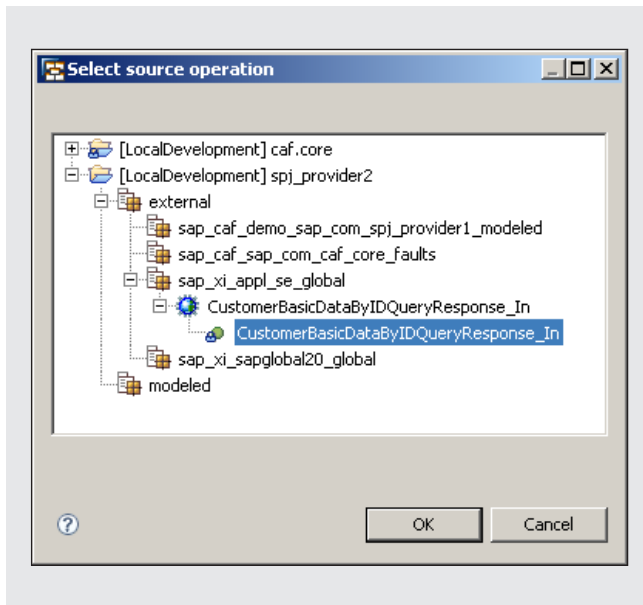 Select source operation
[LocalDevelopment] caf.core
[LocalDevelopment] spj_provider2
external
sap_caf_demo_sap_com_spj_provider1_modeled
sap_caf_sap_com_caf_core_faults
sap_xi_appl_se_global
CustomerBasicDataByIDQueryResponse_In
CustomerBasicDataByIDQueryResponse_In
sap_xi_sapglobal20_global
modeled
?
OK Cancel